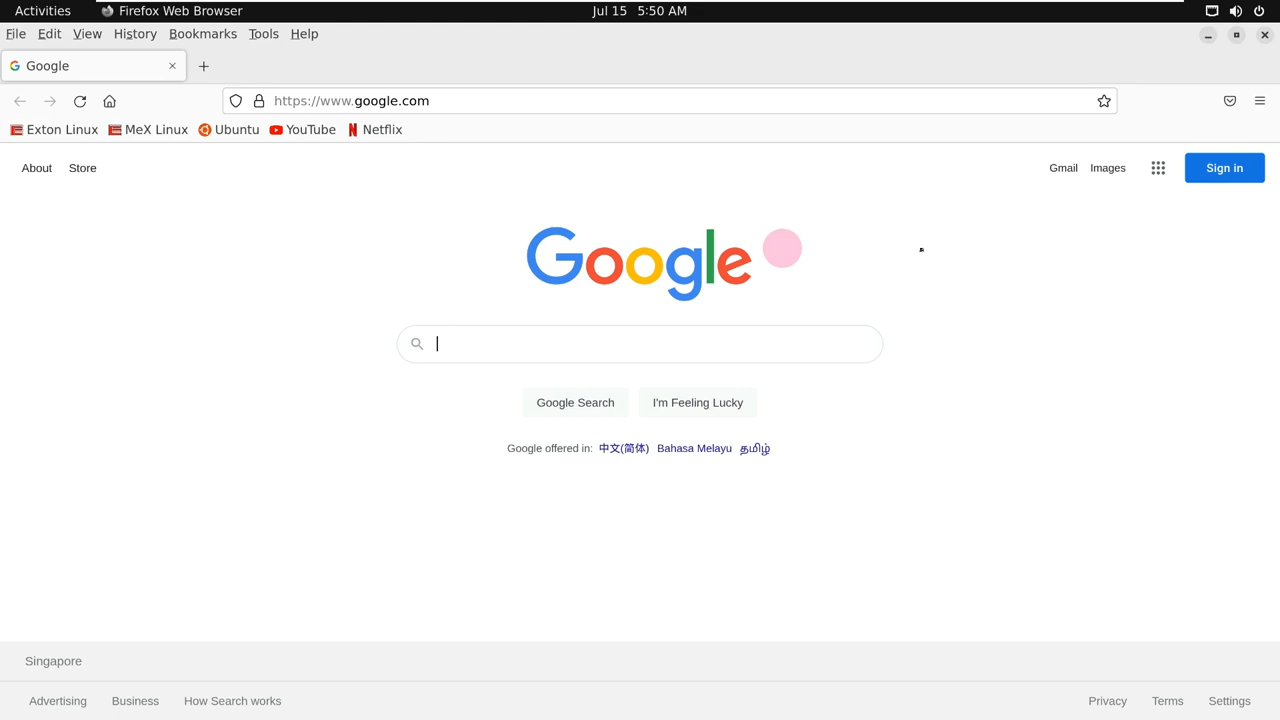 Activities Firefox Web Browser Jul 15 5:50 AM
File Edit View History Bookmarks Tools Help
Google
https://www.google.com
Exton Linux MeX Linux Ubuntu YouTube Netflix
About Store Gmail Images Sign in
Google
Google Search I'm Feeling Lucky
Google offered in: 中文(简体) Bahasa Melayu தமிழ்
Singapore
Advertising Business How Search works Privacy Terms Settings